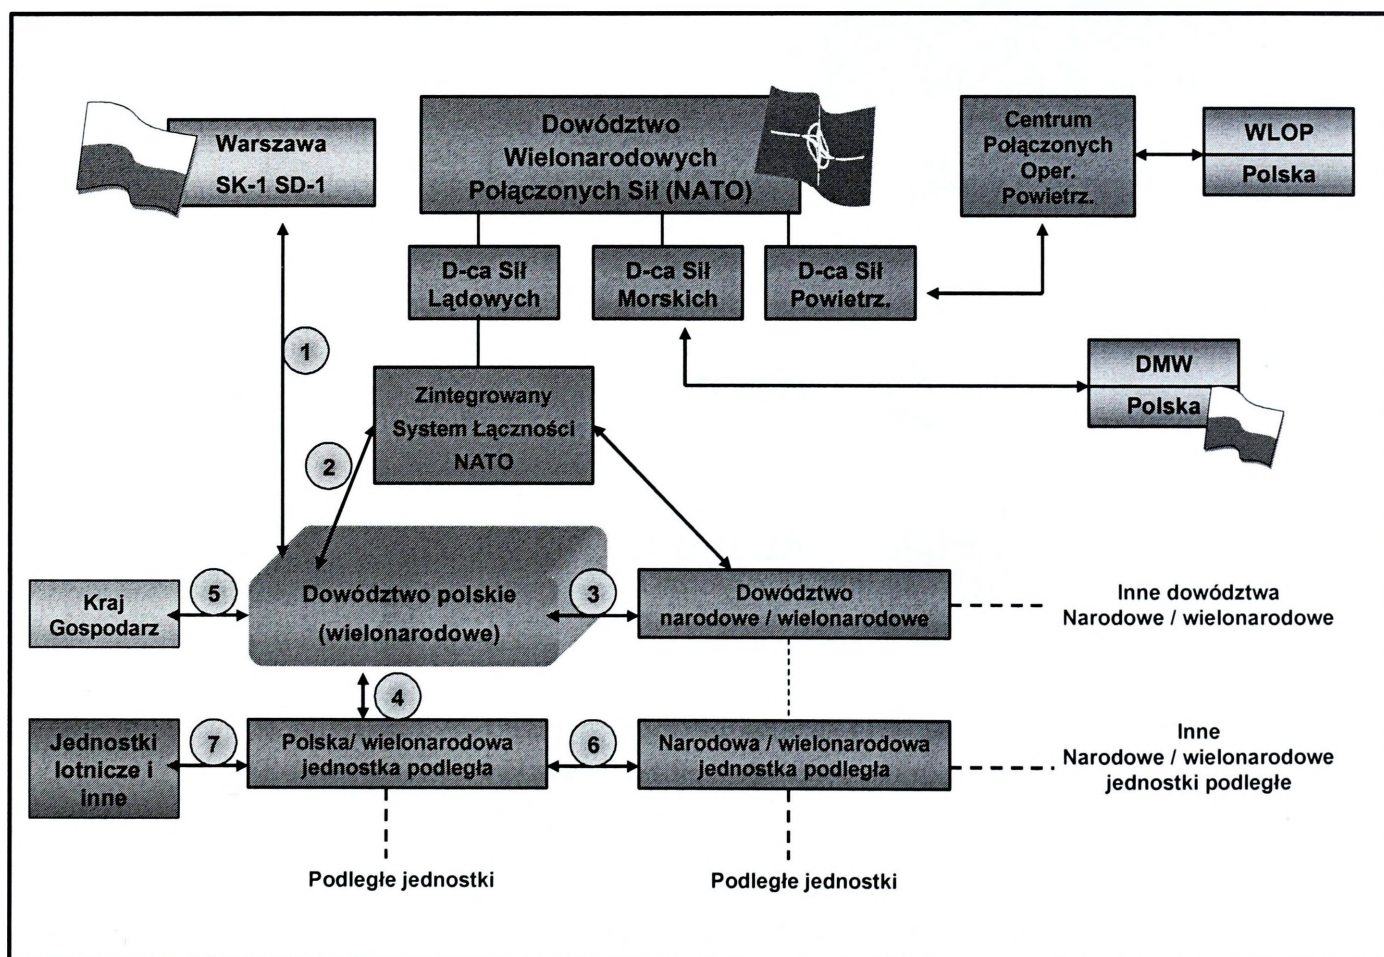 Warszawa
SK-1 SD-1
Dowództwo
Wielonarodowych
Połączonych Sił (NATO)
Centrum
Połączonych
Oper.
Powietrz.
WLOP
Polska
D-ca Sił
Lądowych
D-ca Sił
Morskich
D-ca Sił
Powietrz.
1
DMW
Polska
Zintegrowany
System Łączności
NATO
2
Kraj
Gospodarz
5
Dowództwo polskie
(wielonarodowe)
3
Dowództwo
narodowe / wielonarodowe
Inne dowództwa
Narodowe / wielonarodowe
4
Jednostki
lotnicze i
inne
7
Polska/ wielonarodowa
jednostka podległa
6
Narodowa / wielonarodowa
jednostka podległa
Inne
Narodowe / wielonarodowe
jednostki podległe
Podległe jednostki
Podległe jednostki